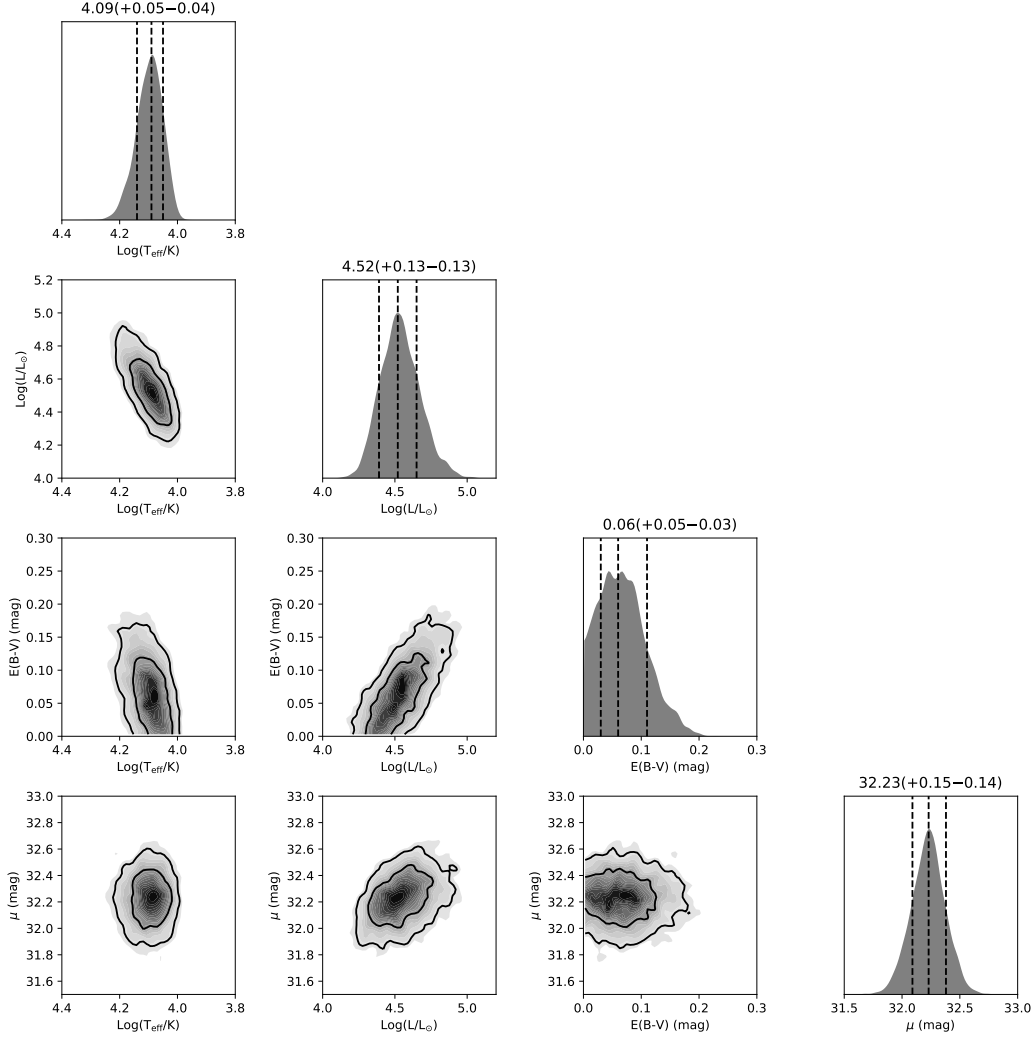 4.09(+0.05−0.04)
4.4 4.2 4.0 3.8
Log(T_eff/K)
4.52(+0.13−0.13)
5.2
5.0
4.8
4.6
4.4
4.2
4.0
Log(L/L⊙)
4.4 4.2 4.0 3.8
Log(T_eff/K)
4.0 4.5 5.0
Log(L/L⊙)
0.06(+0.05−0.03)
0.30
0.25
0.20
0.15
0.10
0.05
0.00
E(B-V) (mag)
4.4 4.2 4.0 3.8
Log(T_eff/K)
0.30
0.25
0.20
0.15
0.10
0.05
0.00
E(B-V) (mag)
4.0 4.5 5.0
Log(L/L⊙)
0.0 0.1 0.2 0.3
E(B-V) (mag)
32.23(+0.15−0.14)
33.0
32.8
32.6
32.4
32.2
32.0
31.8
31.6
μ (mag)
4.4 4.2 4.0 3.8
Log(T_eff/K)
33.0
32.8
32.6
32.4
32.2
32.0
31.8
31.6
μ (mag)
4.0 4.5 5.0
Log(L/L⊙)
33.0
32.8
32.6
32.4
32.2
32.0
31.8
31.6
μ (mag)
0.0 0.1 0.2 0.3
E(B-V) (mag)
31.5 32.0 32.5 33.0
μ (mag)